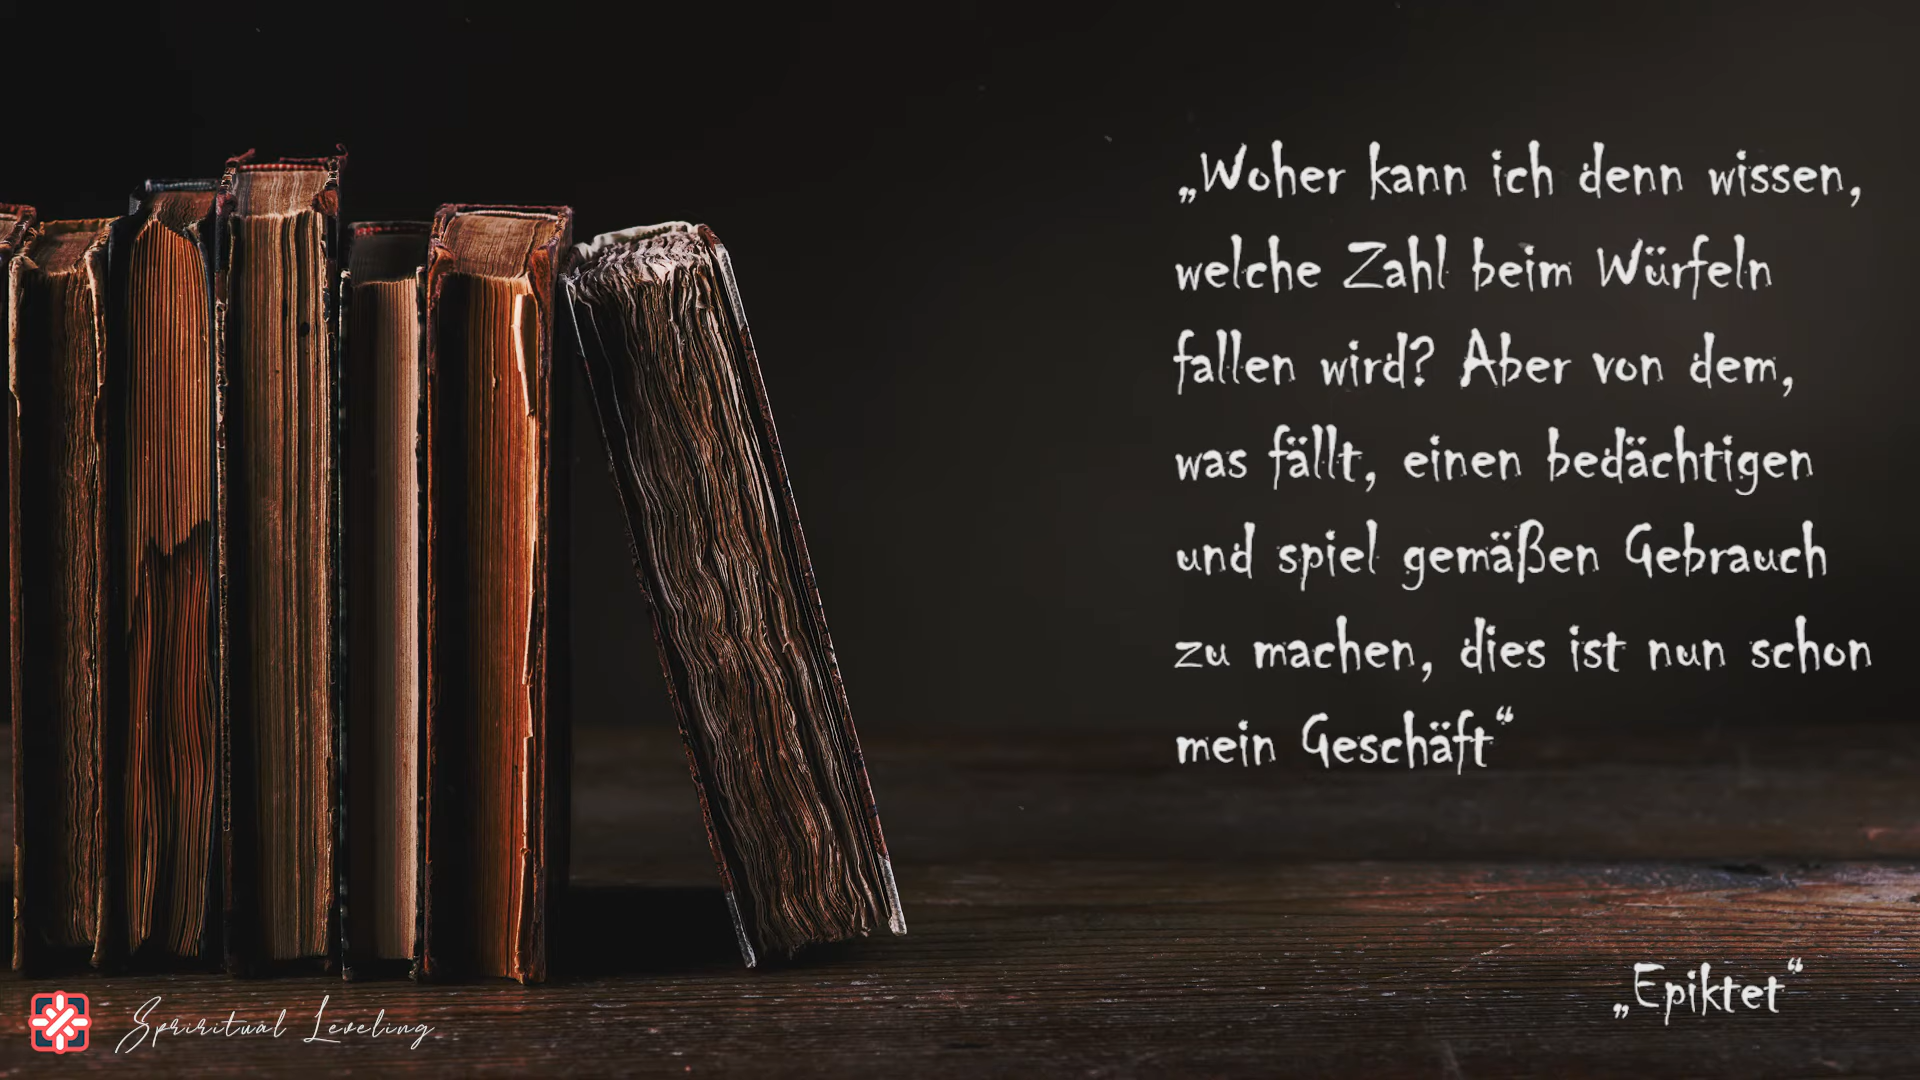 „Woher kann ich denn wissen,
welche Zahl beim Würfeln
fallen wird? Aber von dem,
was fällt, einen bedächtigen
und spiel gemäßen Gebrauch
zu machen, dies ist nun schon
mein Geschäft“
„Epiktet“
Spriritual Leveling